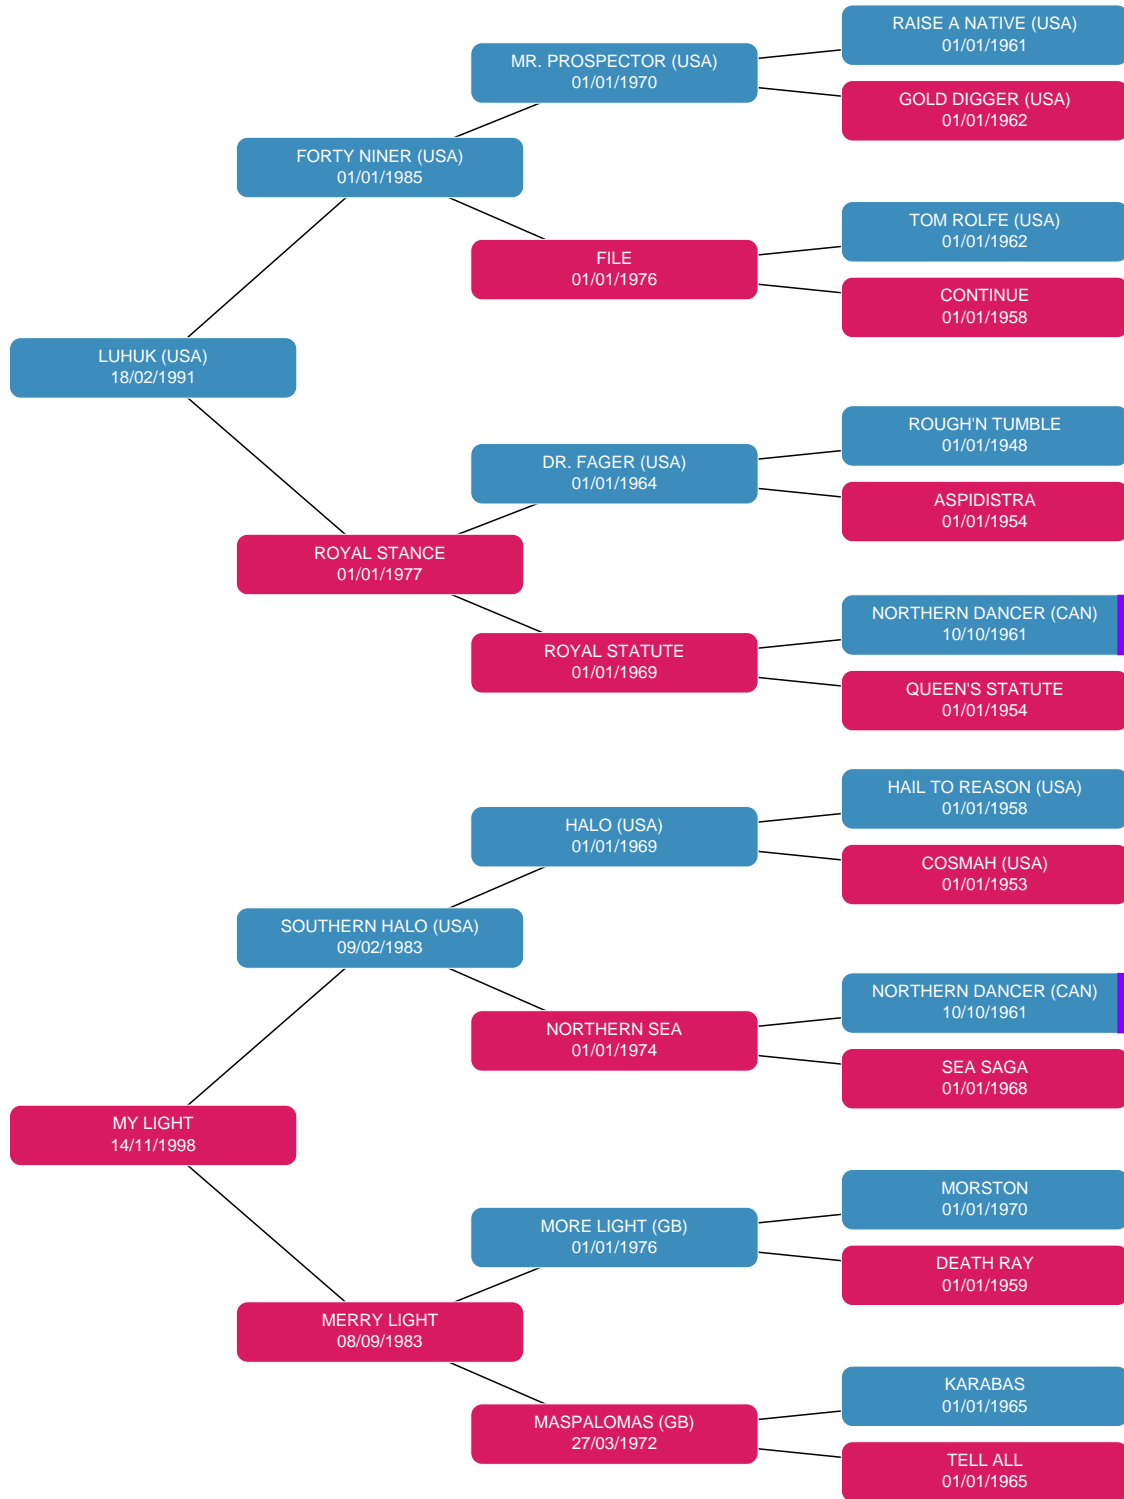 RAISE A NATIVE (USA)
01/01/1961
MR. PROSPECTOR (USA)
01/01/1970
GOLD DIGGER (USA)
01/01/1962
FORTY NINER (USA)
01/01/1985
TOM ROLFE (USA)
01/01/1962
FILE
01/01/1976
CONTINUE
01/01/1958
LUHUK (USA)
18/02/1991
ROUGH'N TUMBLE
01/01/1948
DR. FAGER (USA)
01/01/1964
ASPIDISTRA
01/01/1954
ROYAL STANCE
01/01/1977
NORTHERN DANCER (CAN)
10/10/1961
ROYAL STATUTE
01/01/1969
QUEEN'S STATUTE
01/01/1954
HAIL TO REASON (USA)
01/01/1958
HALO (USA)
01/01/1969
COSMAH (USA)
01/01/1953
SOUTHERN HALO (USA)
09/02/1983
NORTHERN DANCER (CAN)
10/10/1961
NORTHERN SEA
01/01/1974
SEA SAGA
01/01/1968
MY LIGHT
14/11/1998
MORSTON
01/01/1970
MORE LIGHT (GB)
01/01/1976
DEATH RAY
01/01/1959
MERRY LIGHT
08/09/1983
KARABAS
01/01/1965
MASPALOMAS (GB)
27/03/1972
TELL ALL
01/01/1965